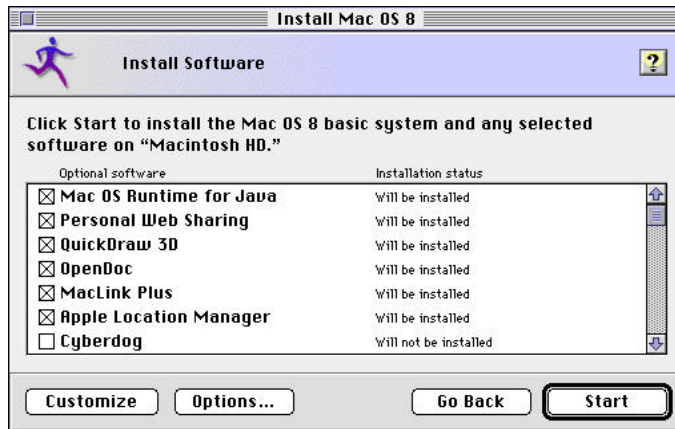 Install Mac OS 8
Install Software
?
Click Start to install the Mac OS 8 basic system and any selected
software on “Macintosh HD.”
Optional software Installation status
Mac OS Runtime for Java Will be installed
Personal Web Sharing Will be installed
QuickDraw 3D Will be installed
OpenDoc Will be installed
MacLink Plus Will be installed
Apple Location Manager Will be installed
Cyberdog Will not be installed
Customize Options... Go Back Start